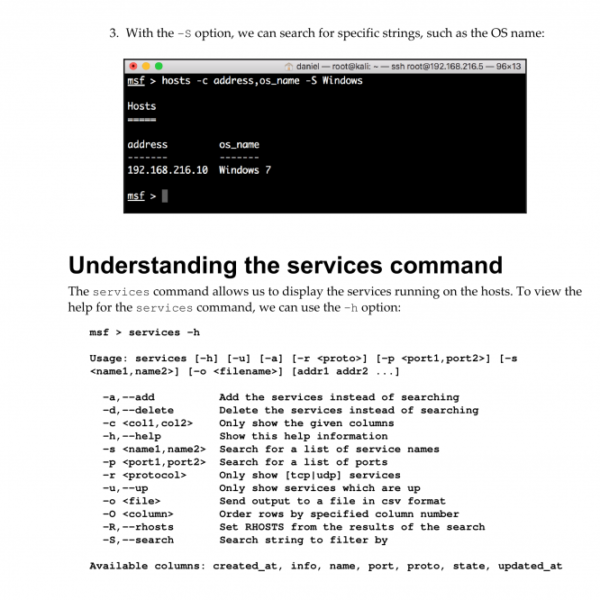 3. With the -S option, we can search for specific strings, such as the OS name:
daniel — root@kali: ~ — ssh root@192.168.216.5 — 96×13
msf > hosts -c address,os_name -S Windows
Hosts
=====
address os_name
------- -------
192.168.216.10 Windows 7
msf >
Understanding the services command
The services command allows us to display the services running on the hosts. To view the
help for the services command, we can use the -h option:
msf > services -h
Usage: services [-h] [-u] [-a] [-r <proto>] [-p <port1,port2>] [-s
<name1,name2>] [-o <filename>] [addr1 addr2 ...]
-a,--add Add the services instead of searching
-d,--delete Delete the services instead of searching
-c <col1,col2> Only show the given columns
-h,--help Show this help information
-s <name1,name2> Search for a list of service names
-p <port1,port2> Search for a list of ports
-r <protocol> Only show [tcp|udp] services
-u,--up Only show services which are up
-o <file> Send output to a file in csv format
-O <column> Order rows by specified column number
-R,--rhosts Set RHOSTS from the results of the search
-S,--search Search string to filter by
Available columns: created_at, info, name, port, proto, state, updated_at